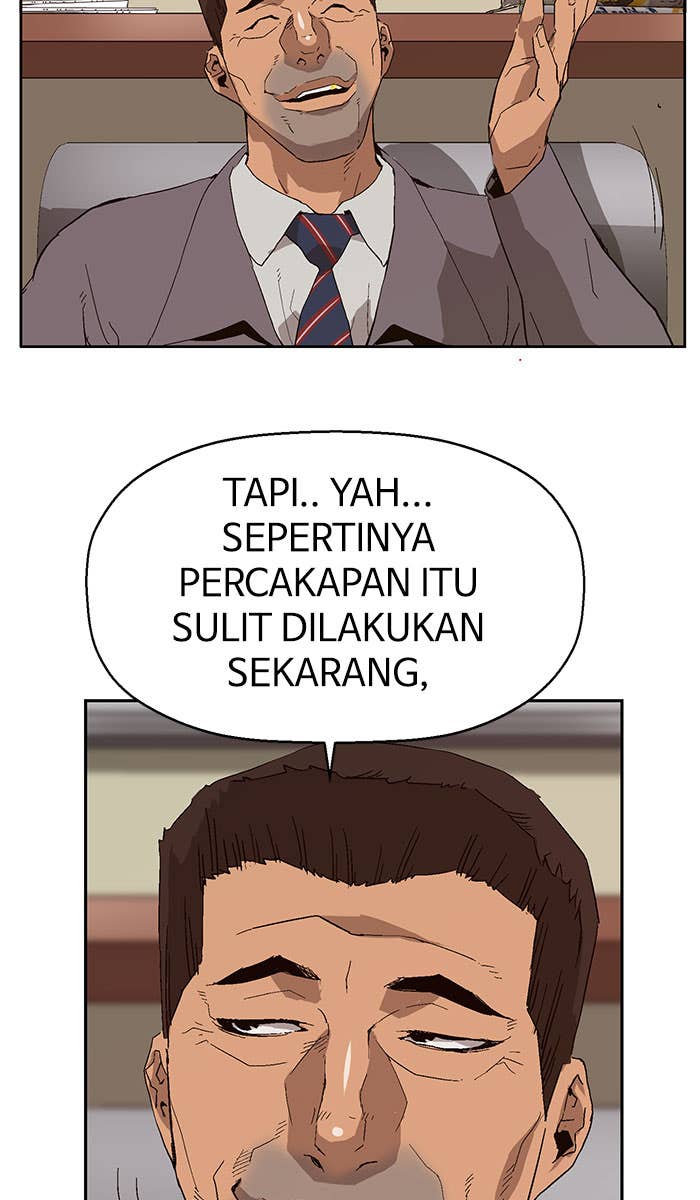 TAPI.. YAH...
SEPERTINYA
PERCAKAPAN ITU
SULIT DILAKUKAN
SEKARANG,